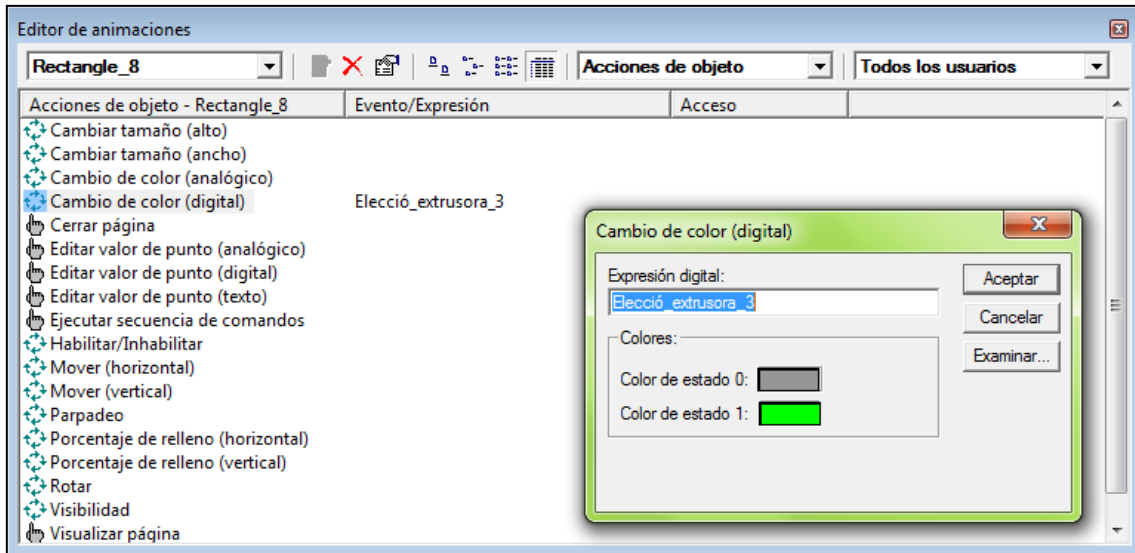 Editor de animaciones
Rectangle_8 Acciones de objeto Todos los usuarios
Acciones de objeto - Rectangle_8 Evento/Expresión Acceso
Cambiar tamaño (alto)
Cambiar tamaño (ancho)
Cambio de color (analógico)
Cambio de color (digital) Elecció_extrusora_3
Cerrar página
Editar valor de punto (analógico)
Editar valor de punto (digital)
Editar valor de punto (texto)
Ejecutar secuencia de comandos
Habilitar/Inhabilitar
Mover (horizontal)
Mover (vertical)
Parpadeo
Porcentaje de relleno (horizontal)
Porcentaje de relleno (vertical)
Rotar
Visibilidad
Visualizar página
Cambio de color (digital)
Expresión digital:
Elecció_extrusora_3
Colores:
Color de estado 0:
Color de estado 1:
Aceptar
Cancelar
Examinar...